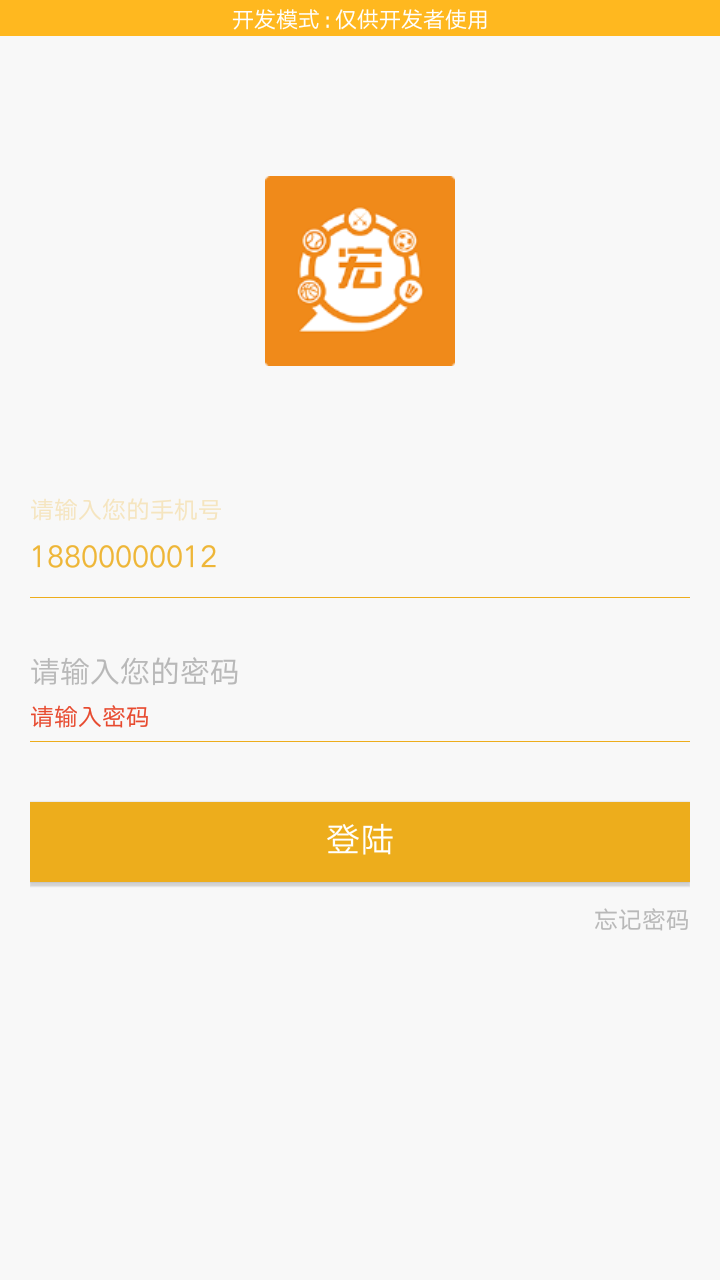 开发模式 : 仅供开发者使用
宏
请输入您的手机号
18800000012
请输入您的密码
请输入密码
登陆
忘记密码